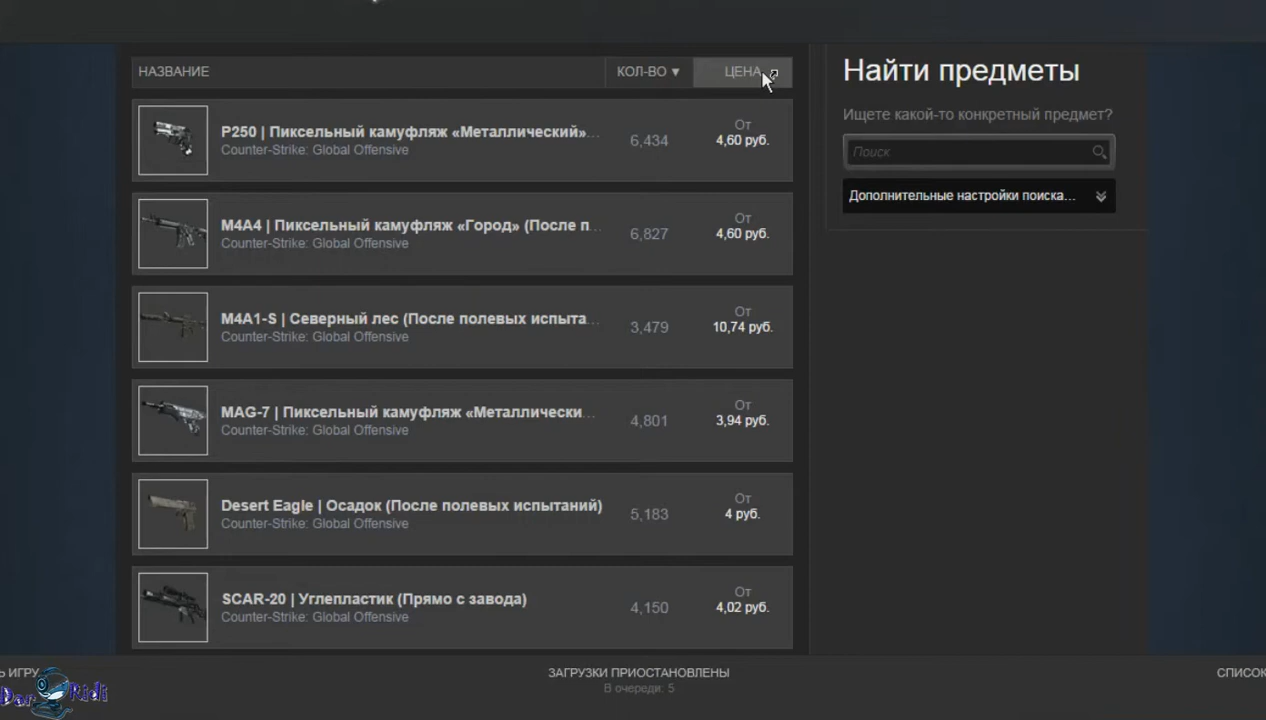 НАЗВАНИЕ КОЛ-ВО ▼ ЦЕНА
P250 | Пиксельный камуфляж «Металлический»...
Counter-Strike: Global Offensive
6,434
От
4,60 руб.
M4A4 | Пиксельный камуфляж «Город» (После п...
Counter-Strike: Global Offensive
6,827
От
4,60 руб.
M4A1-S | Северный лес (После полевых испыта...
Counter-Strike: Global Offensive
3,479
От
10,74 руб.
MAG-7 | Пиксельный камуфляж «Металлически...
Counter-Strike: Global Offensive
4,801
От
3,94 руб.
Desert Eagle | Осадок (После полевых испытаний)
Counter-Strike: Global Offensive
5,183
От
4 руб.
SCAR-20 | Углепластик (Прямо с завода)
Counter-Strike: Global Offensive
4,150
От
4,02 руб.
Найти предметы
Ищете какой-то конкретный предмет?
Поиск
Дополнительные настройки поиска...
Ь ИГРУ
ЗАГРУЗКИ ПРИОСТАНОВЛЕНЫ
В очереди: 5
СПИСОК
Dar Ridi